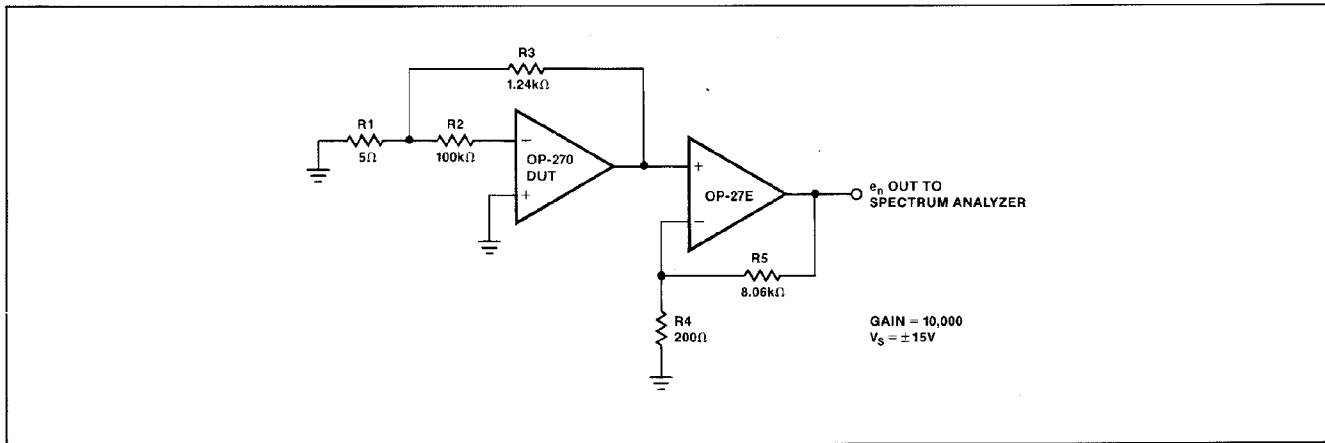 R3
1.24kΩ
R1
5Ω
R2
100kΩ
−
OP-270
DUT
+
+
OP-27E
−
eₙ OUT TO
SPECTRUM ANALYZER
R5
8.06kΩ
R4
200Ω
GAIN = 10,000
V_S = ±15V